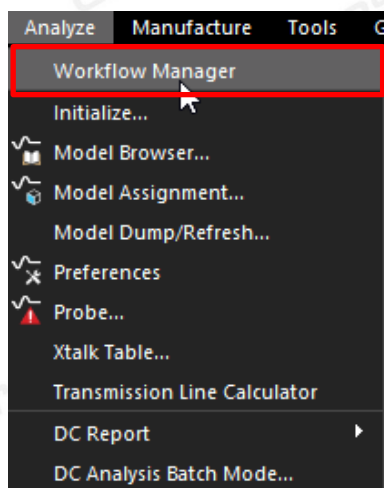 Analyze Manufacture Tools G
Workflow Manager
Initialize...
Model Browser...
Model Assignment...
Model Dump/Refresh...
Preferences
Probe...
Xtalk Table...
Transmission Line Calculator
DC Report
DC Analysis Batch Mode...